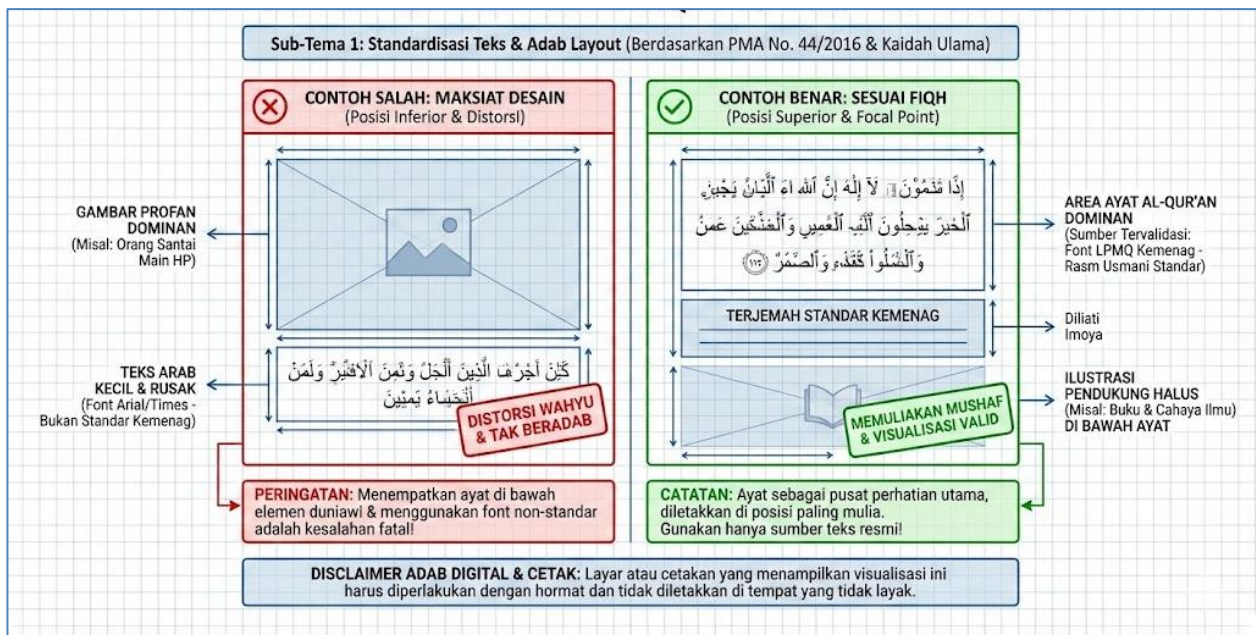 Sub-Tema 1: Standardisasi Teks & Adab Layout (Berdasarkan PMA No. 44/2016 & Kaidah Ulama)
CONTOH SALAH: MAKSIAT DESAIN
(Posisi Inferior & Distorsl)
GAMBAR PROFAN
DOMINAN
(Misal: Orang Santai
Main HP)
TEKS ARAB
KECIL & RUSAK
(Font Arial/Times -
Bukan Standar Kemenag)
DISTORSI WAHYU
& TAK BERADAB
PERINGATAN: Menempatkan ayat di bawah
elemen duniawi & menggunakan font non-standar
adalah kesalahan fatal!
CONTOH BENAR: SESUAI FIQH
(Posisi Superior & Focal Point)
AREA AYAT AL-QUR'AN
DOMINAN
(Sumber Tervalidasi:
Font LPMQ Kemenag -
Rasm Usmani Standar)
TERJEMAH STANDAR KEMENAG
Diliati
Imoya
ILUSTRASI
PENDUKUNG HALUS
(Misal: Buku & Cahaya Ilmu)
DI BAWAH AYAT
MEMULIAKAN MUSHAF
& VISUALISASI VALID
CATATAN: Ayat sebagai pusat perhatian utama,
diletakkan di posisi paling mulia.
Gunakan hanya sumber teks resmi!
DISCLAIMER ADAB DIGITAL & CETAK: Layar atau cetakan yang menampilkan visualisasi ini
harus diperlakukan dengan hormat dan tidak diletakkan di tempat yang tidak layak.